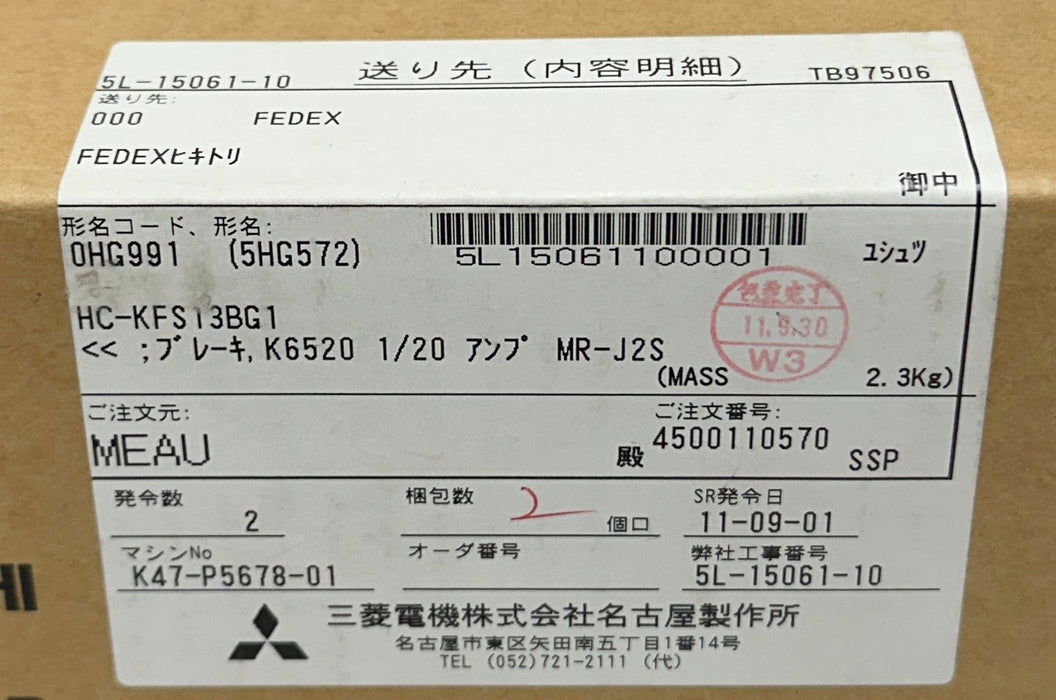 5L-15061-10 送り先（内容明細） TB97506
送り先:
000 FEDEX
FEDEXヒキトリ
御中
形名コード、形名:
0HG991 (5HG572) 5L15061100001 ユシュツ
HC-KFS13BG1
<< ;ブレーキ,K6520 1/20 アンプ MR-J2S
(MASS 2.3Kg)
包装完了
11.9.30
W3
ご注文元: ご注文番号:
MEAU 殿 4500110570 SSP
発令数 梱包数 SR発令日
2 2 個口 11-09-01
マシンNo オーダ番号 弊社工事番号
K47-P5678-01 5L-15061-10
三菱電機株式会社名古屋製作所
名古屋市東区矢田南五丁目1番14号
TEL (052)721-2111 (代)